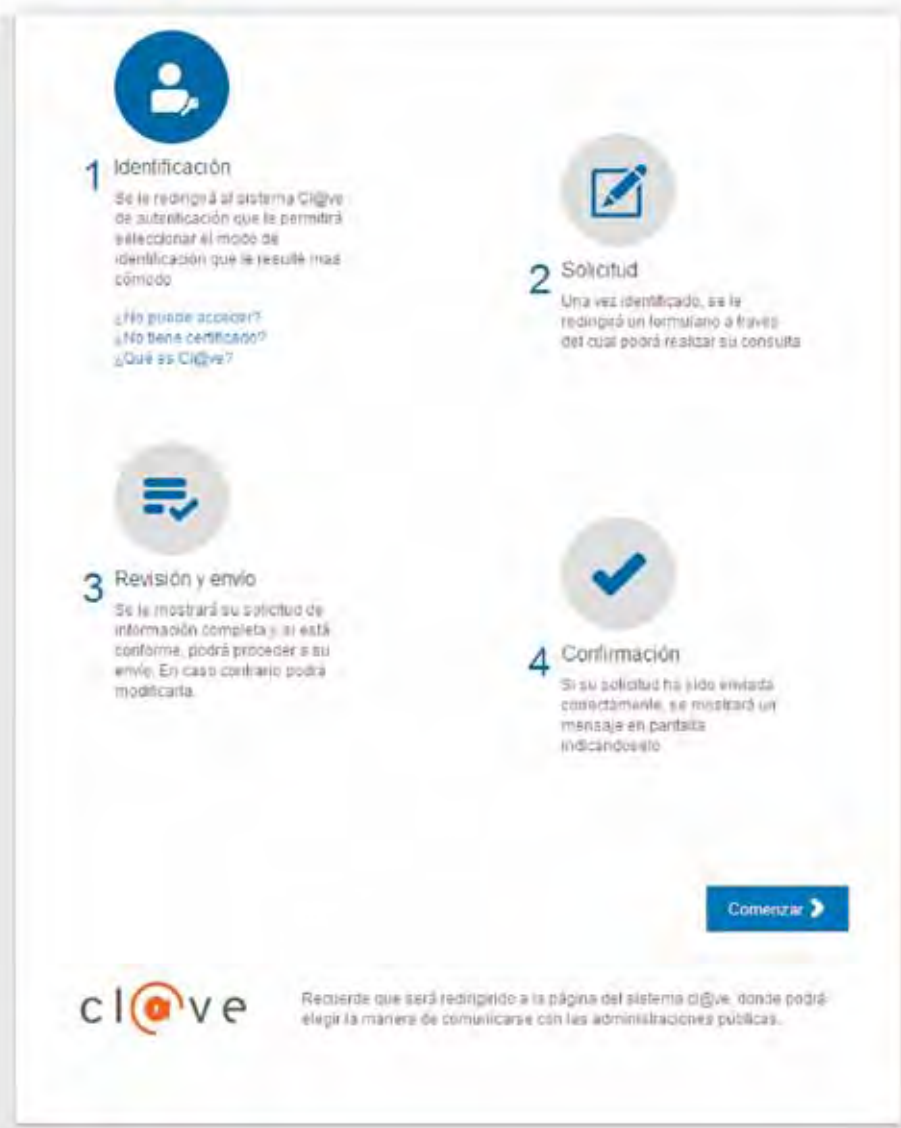 1 Identificación
Se le redirigirá al sistema Cl@ve
de autenticación que le permitirá
seleccionar el modo de
identificación que le resulte mas
cómodo
¿No puede acceder?
¿No tiene certificado?
¿Qué es Cl@ve?
2 Solicitud
Una vez identificado, se le
redirigirá un formulario a través
del cual podrá realizar su consulta
3 Revisión y envío
Se le mostrará su solicitud de
información completa y si está
conforme, podrá proceder a su
envío. En caso contrario podrá
modificarla.
4 Confirmación
Si su solicitud ha sido enviada
correctamente, se mostrará un
mensaje en pantalla
indicándoselo
Comenzar
cl@ve
Recuerde que será redirigirido a la página del sistema cl@ve, donde podrá
elegir la manera de comunicarse con las administraciones públicas.